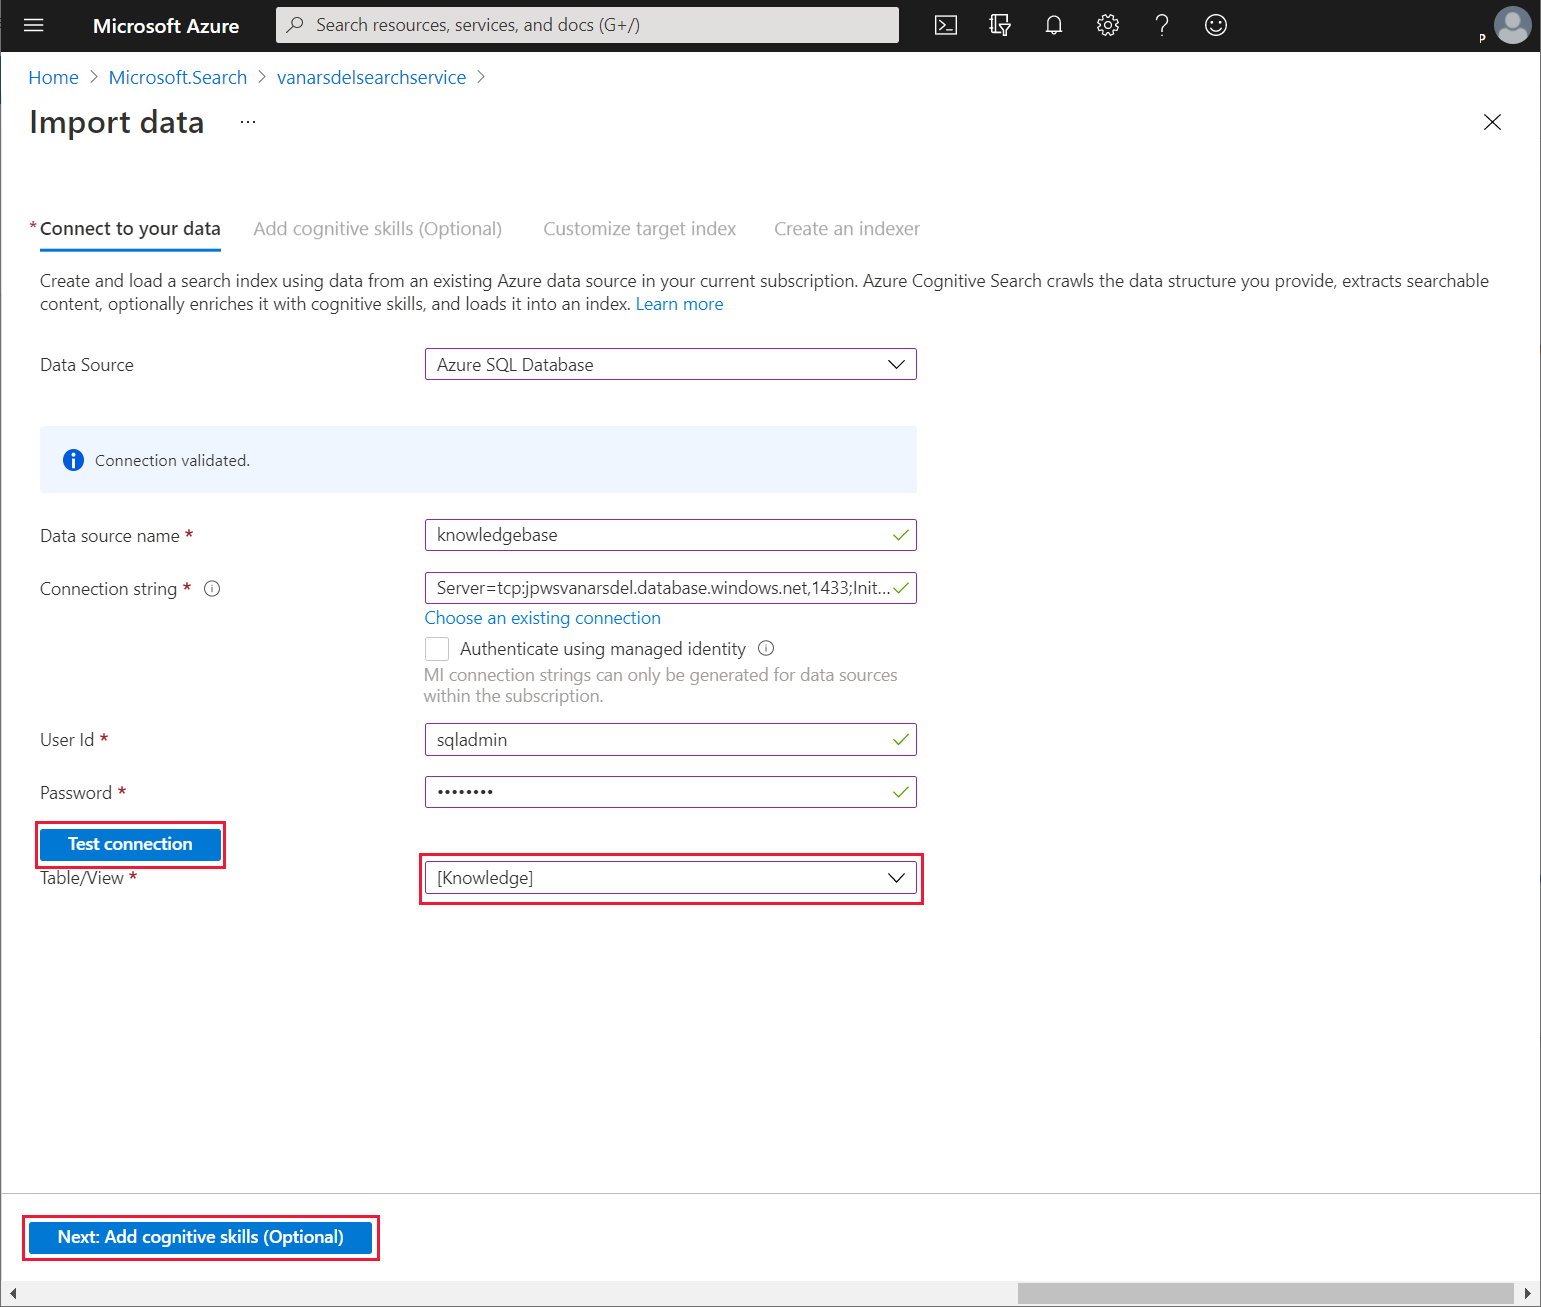 Microsoft Azure
Search resources, services, and docs (G+/)
P
Home > Microsoft.Search > vanarsdelsearchservice >
Import data ...
* Connect to your data Add cognitive skills (Optional) Customize target index Create an indexer
Create and load a search index using data from an existing Azure data source in your current subscription. Azure Cognitive Search crawls the data structure you provide, extracts searchable
content, optionally enriches it with cognitive skills, and loads it into an index. Learn more
Data Source Azure SQL Database
Connection validated.
Data source name * knowledgebase
Connection string * Server=tcp:jpwsvanarsdel.database.windows.net,1433;Init...
Choose an existing connection
Authenticate using managed identity
MI connection strings can only be generated for data sources
within the subscription.
User Id * sqladmin
Password * ••••••••
Test connection
Table/View * [Knowledge]
Next: Add cognitive skills (Optional)